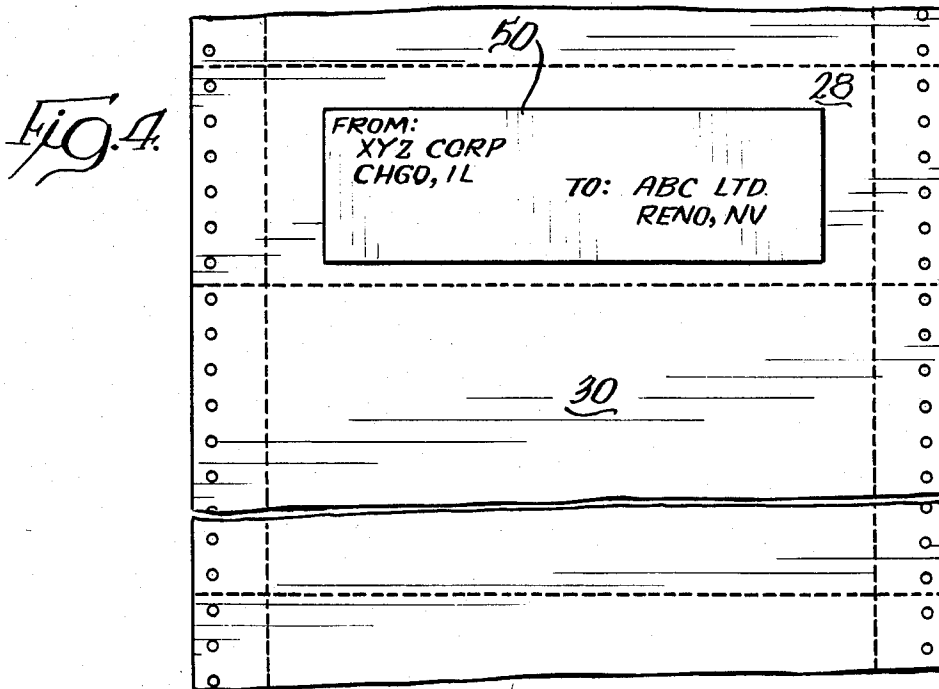 Fig. 4.
50
28
FROM:
XYZ CORP
CHGO, IL
TO: ABC LTD.
RENO, NV
30